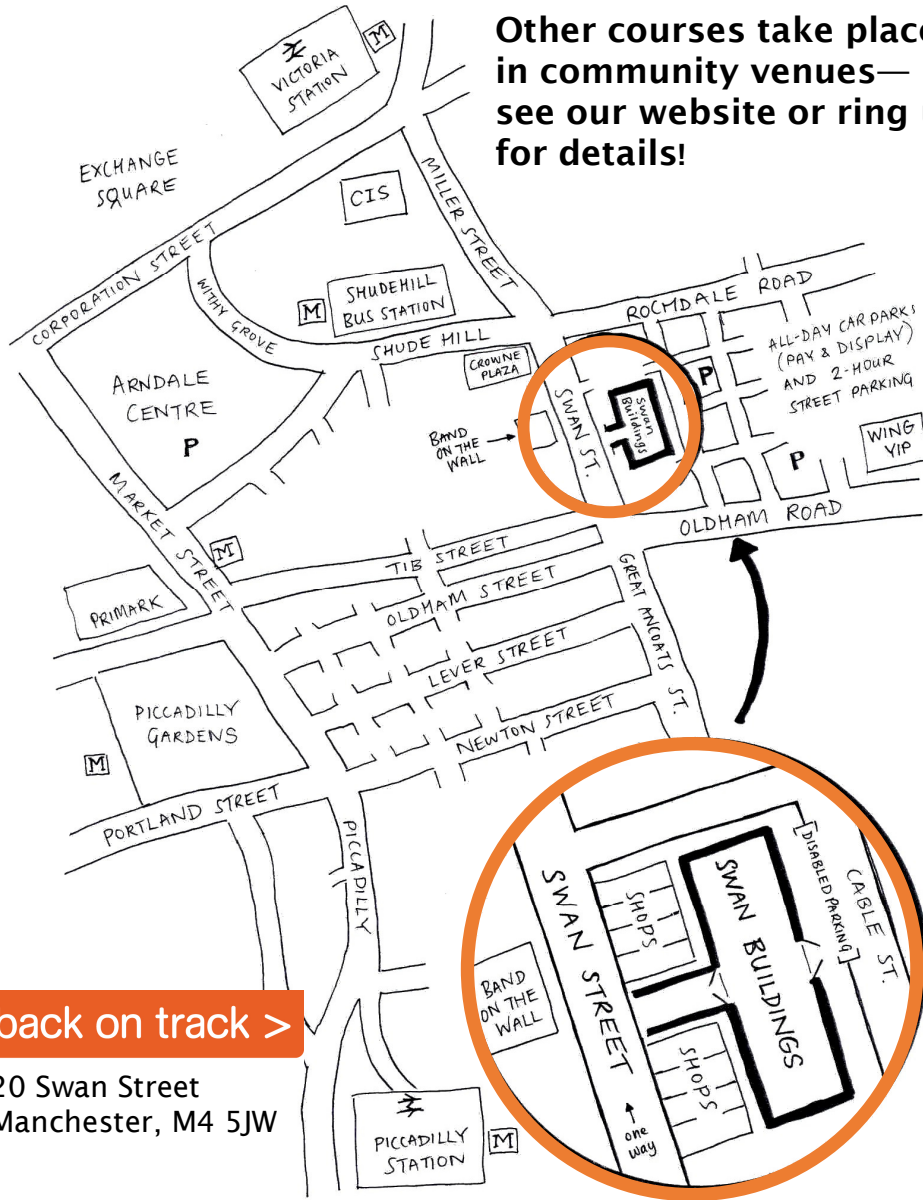 Other courses take place
in community venues—
see our website or ring
for details!
VICTORIA
STATION
M
EXCHANGE
SQUARE
CIS
MILLER STREET
CORPORATION STREET
WITHY GROVE
M
SHUDEHILL
BUS STATION
SHUDE HILL
ROCHDALE ROAD
CROWNE
PLAZA
ALL-DAY CAR PARKS
(PAY & DISPLAY)
AND 2-HOUR
STREET PARKING
P
ARNDALE
CENTRE
P
SWAN ST.
Swan
Buildings
BAND
ON THE
WALL
WING
YIP
P
OLDHAM ROAD
MARKET STREET
M
TIB STREET
OLDHAM STREET
GREAT ANCOATS ST.
PRIMARK
LEVER STREET
NEWTON STREET
PICCADILLY
GARDENS
M
PORTLAND STREET
PICCADILLY
SWAN STREET
SHOPS
SWAN BUILDINGS
[DISABLED PARKING]
CABLE ST.
BAND
ON THE
WALL
SHOPS
one
way
back on track >
20 Swan Street
Manchester, M4 5JW
PICCADILLY
STATION
M